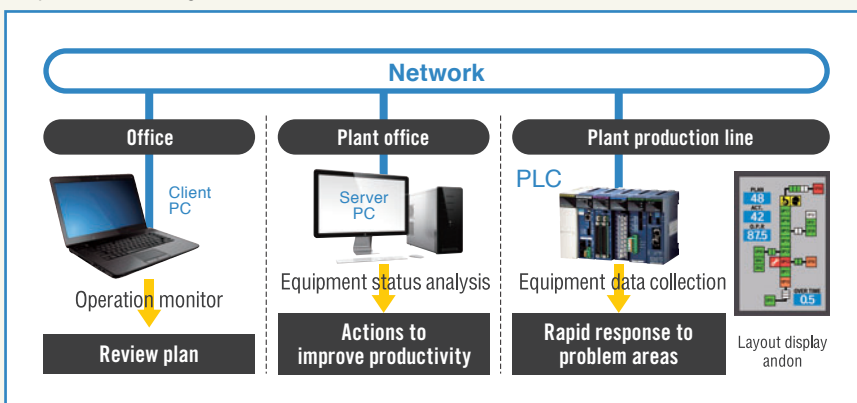 Network
Office
Plant office
Plant production line
Client
PC
Server
PC
PLC
PLAN
48
ACT.
42
O.P.R
87.5
OVER TIME
0.5
Operation monitor
Equipment status analysis
Equipment data collection
Layout display
andon
Review plan
Actions to
improve productivity
Rapid response to
problem areas